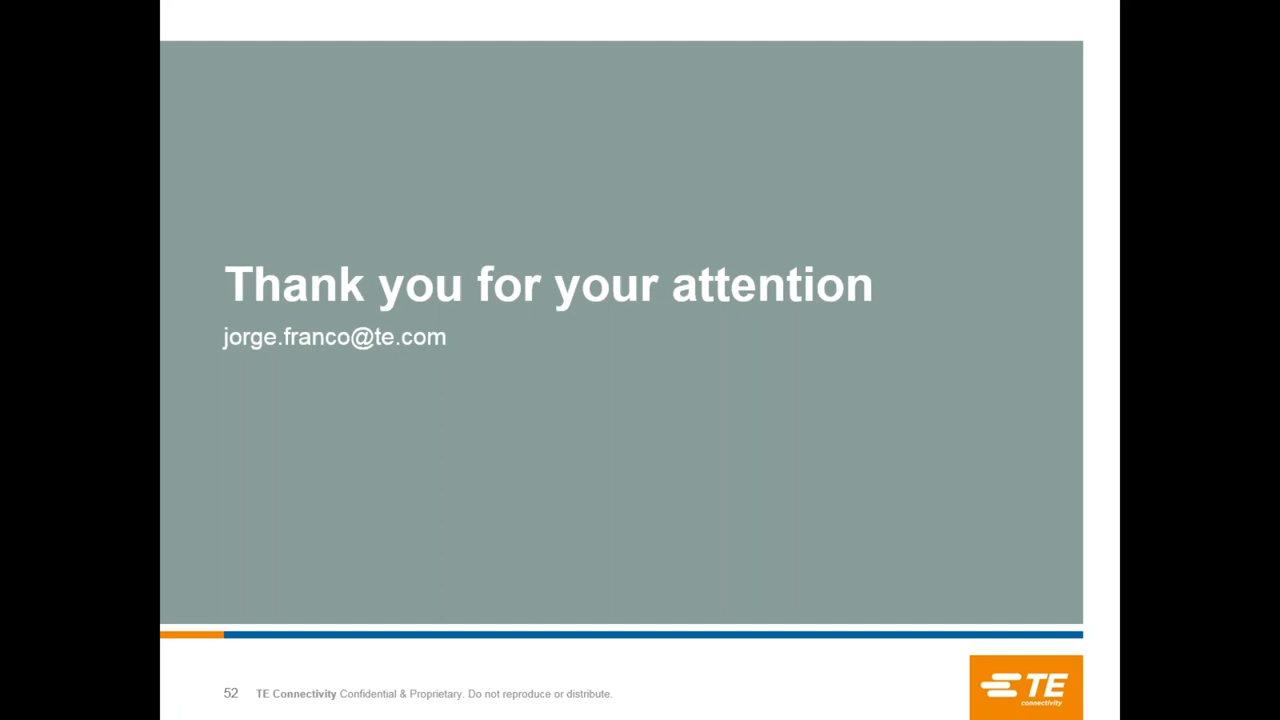 Thank you for your attention
jorge.franco@te.com
52 TE Connectivity Confidential & Proprietary. Do not reproduce or distribute.
TE
connectivity